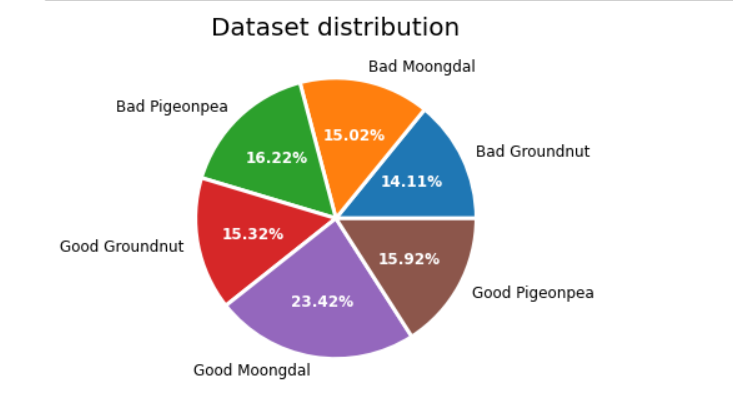 Dataset distribution
Bad Moongdal
Bad Pigeonpea
15.02%
Bad Groundnut
16.22%
14.11%
Good Groundnut
15.32%
15.92%
Good Pigeonpea
23.42%
Good Moongdal